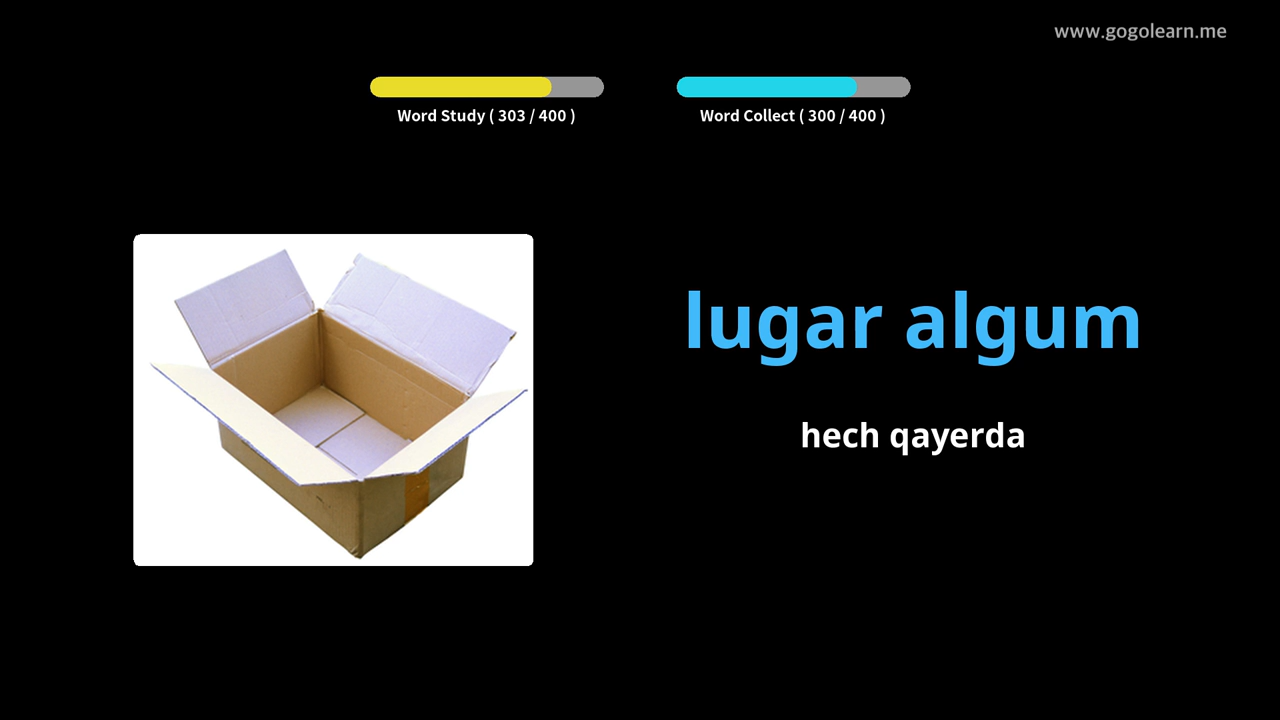 www.gogolearn.me
Word Study ( 303 / 400 )
Word Collect ( 300 / 400 )
lugar algum
hech qayerda